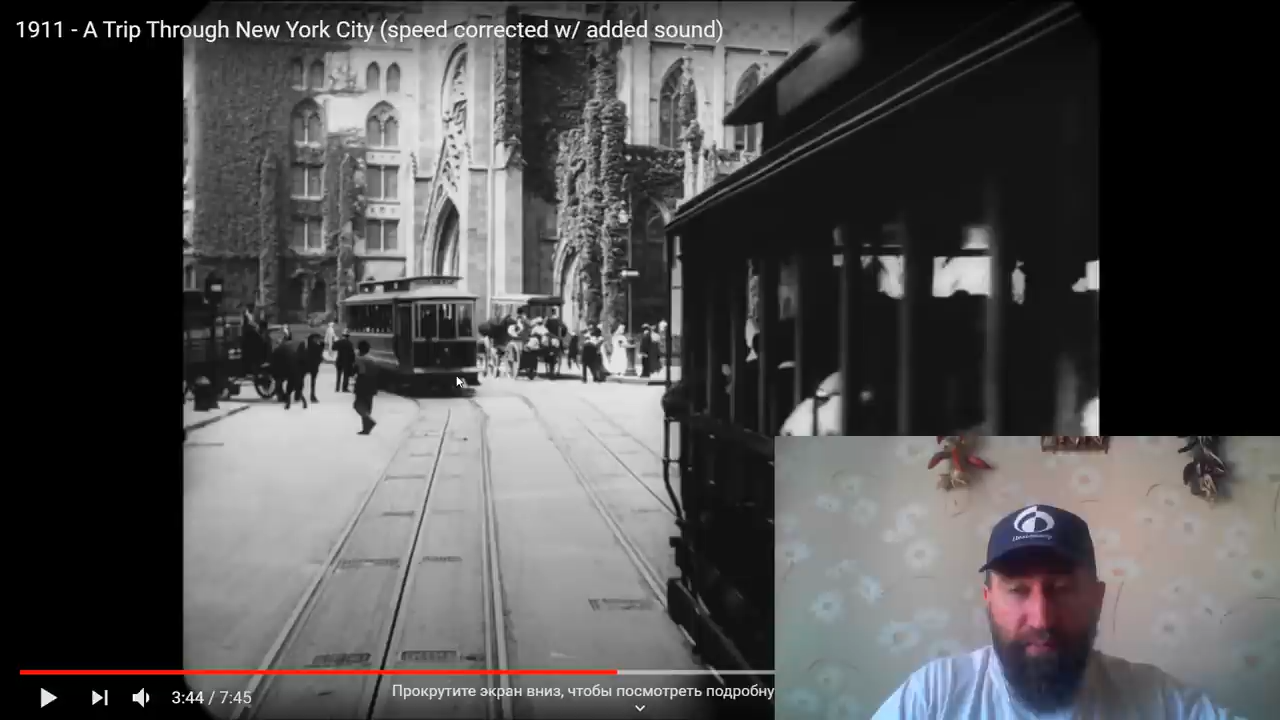 1911 - A Trip Through New York City (speed corrected w/ added sound)
3:44 / 7:45
Прокрутите экран вниз, чтобы посмотреть подробну